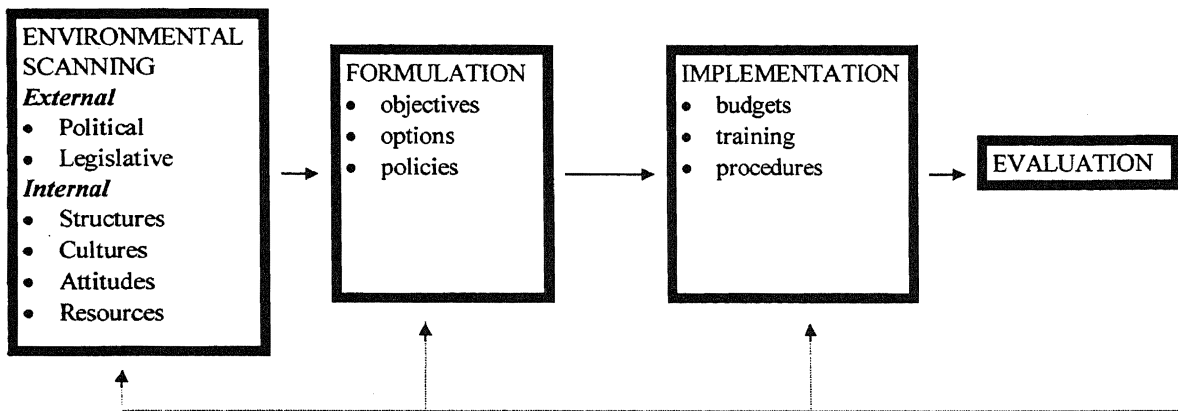 ENVIRONMENTAL
SCANNING
External
• Political
• Legislative
Internal
• Structures
• Cultures
• Attitudes
• Resources
FORMULATION
• objectives
• options
• policies
IMPLEMENTATION
• budgets
• training
• procedures
EVALUATION